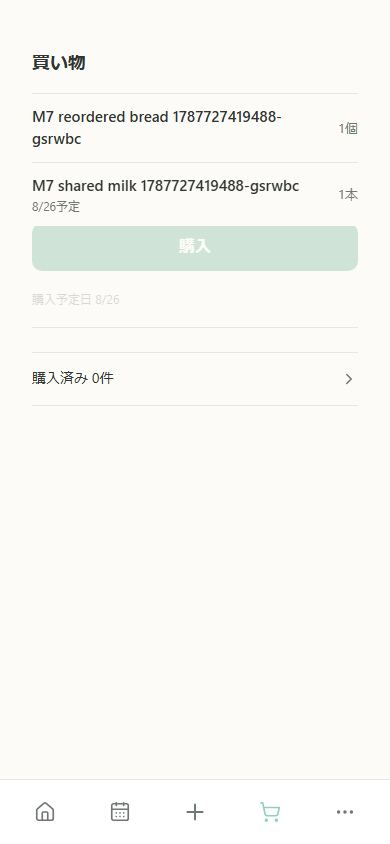 買い物
M7 reordered bread 1787727419488-
gsrwbc
1個
M7 shared milk 1787727419488-gsrwbc
8/26予定
1本
購入
購入予定日 8/26
購入済み 0件